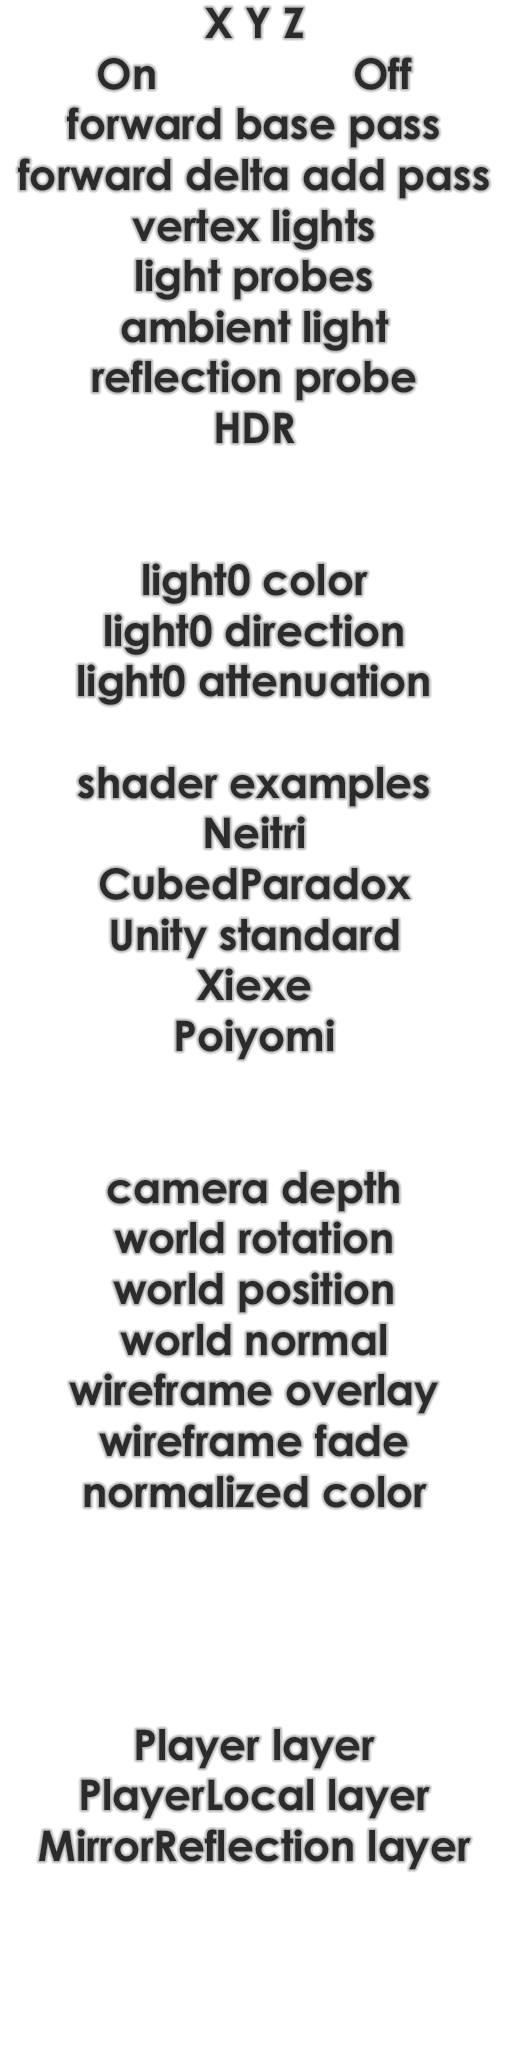 X Y Z
On Off
forward base pass
forward delta add pass
vertex lights
light probes
ambient light
reflection probe
HDR
light0 color
light0 direction
light0 attenuation
shader examples
Neitri
CubedParadox
Unity standard
Xiexe
Poiyomi
camera depth
world rotation
world position
world normal
wireframe overlay
wireframe fade
normalized color
Player layer
PlayerLocal layer
MirrorReflection layer